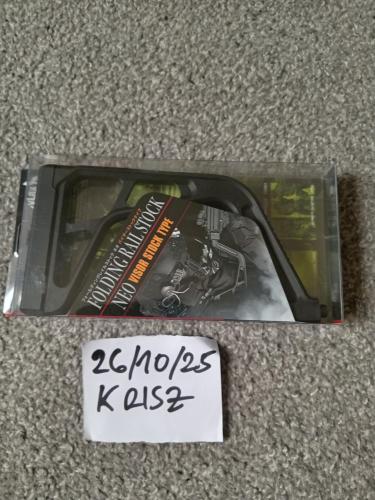 FOLDING RAIL STOCK
NEO VISOR STOCK TYPE
26/10/25
KRISZ